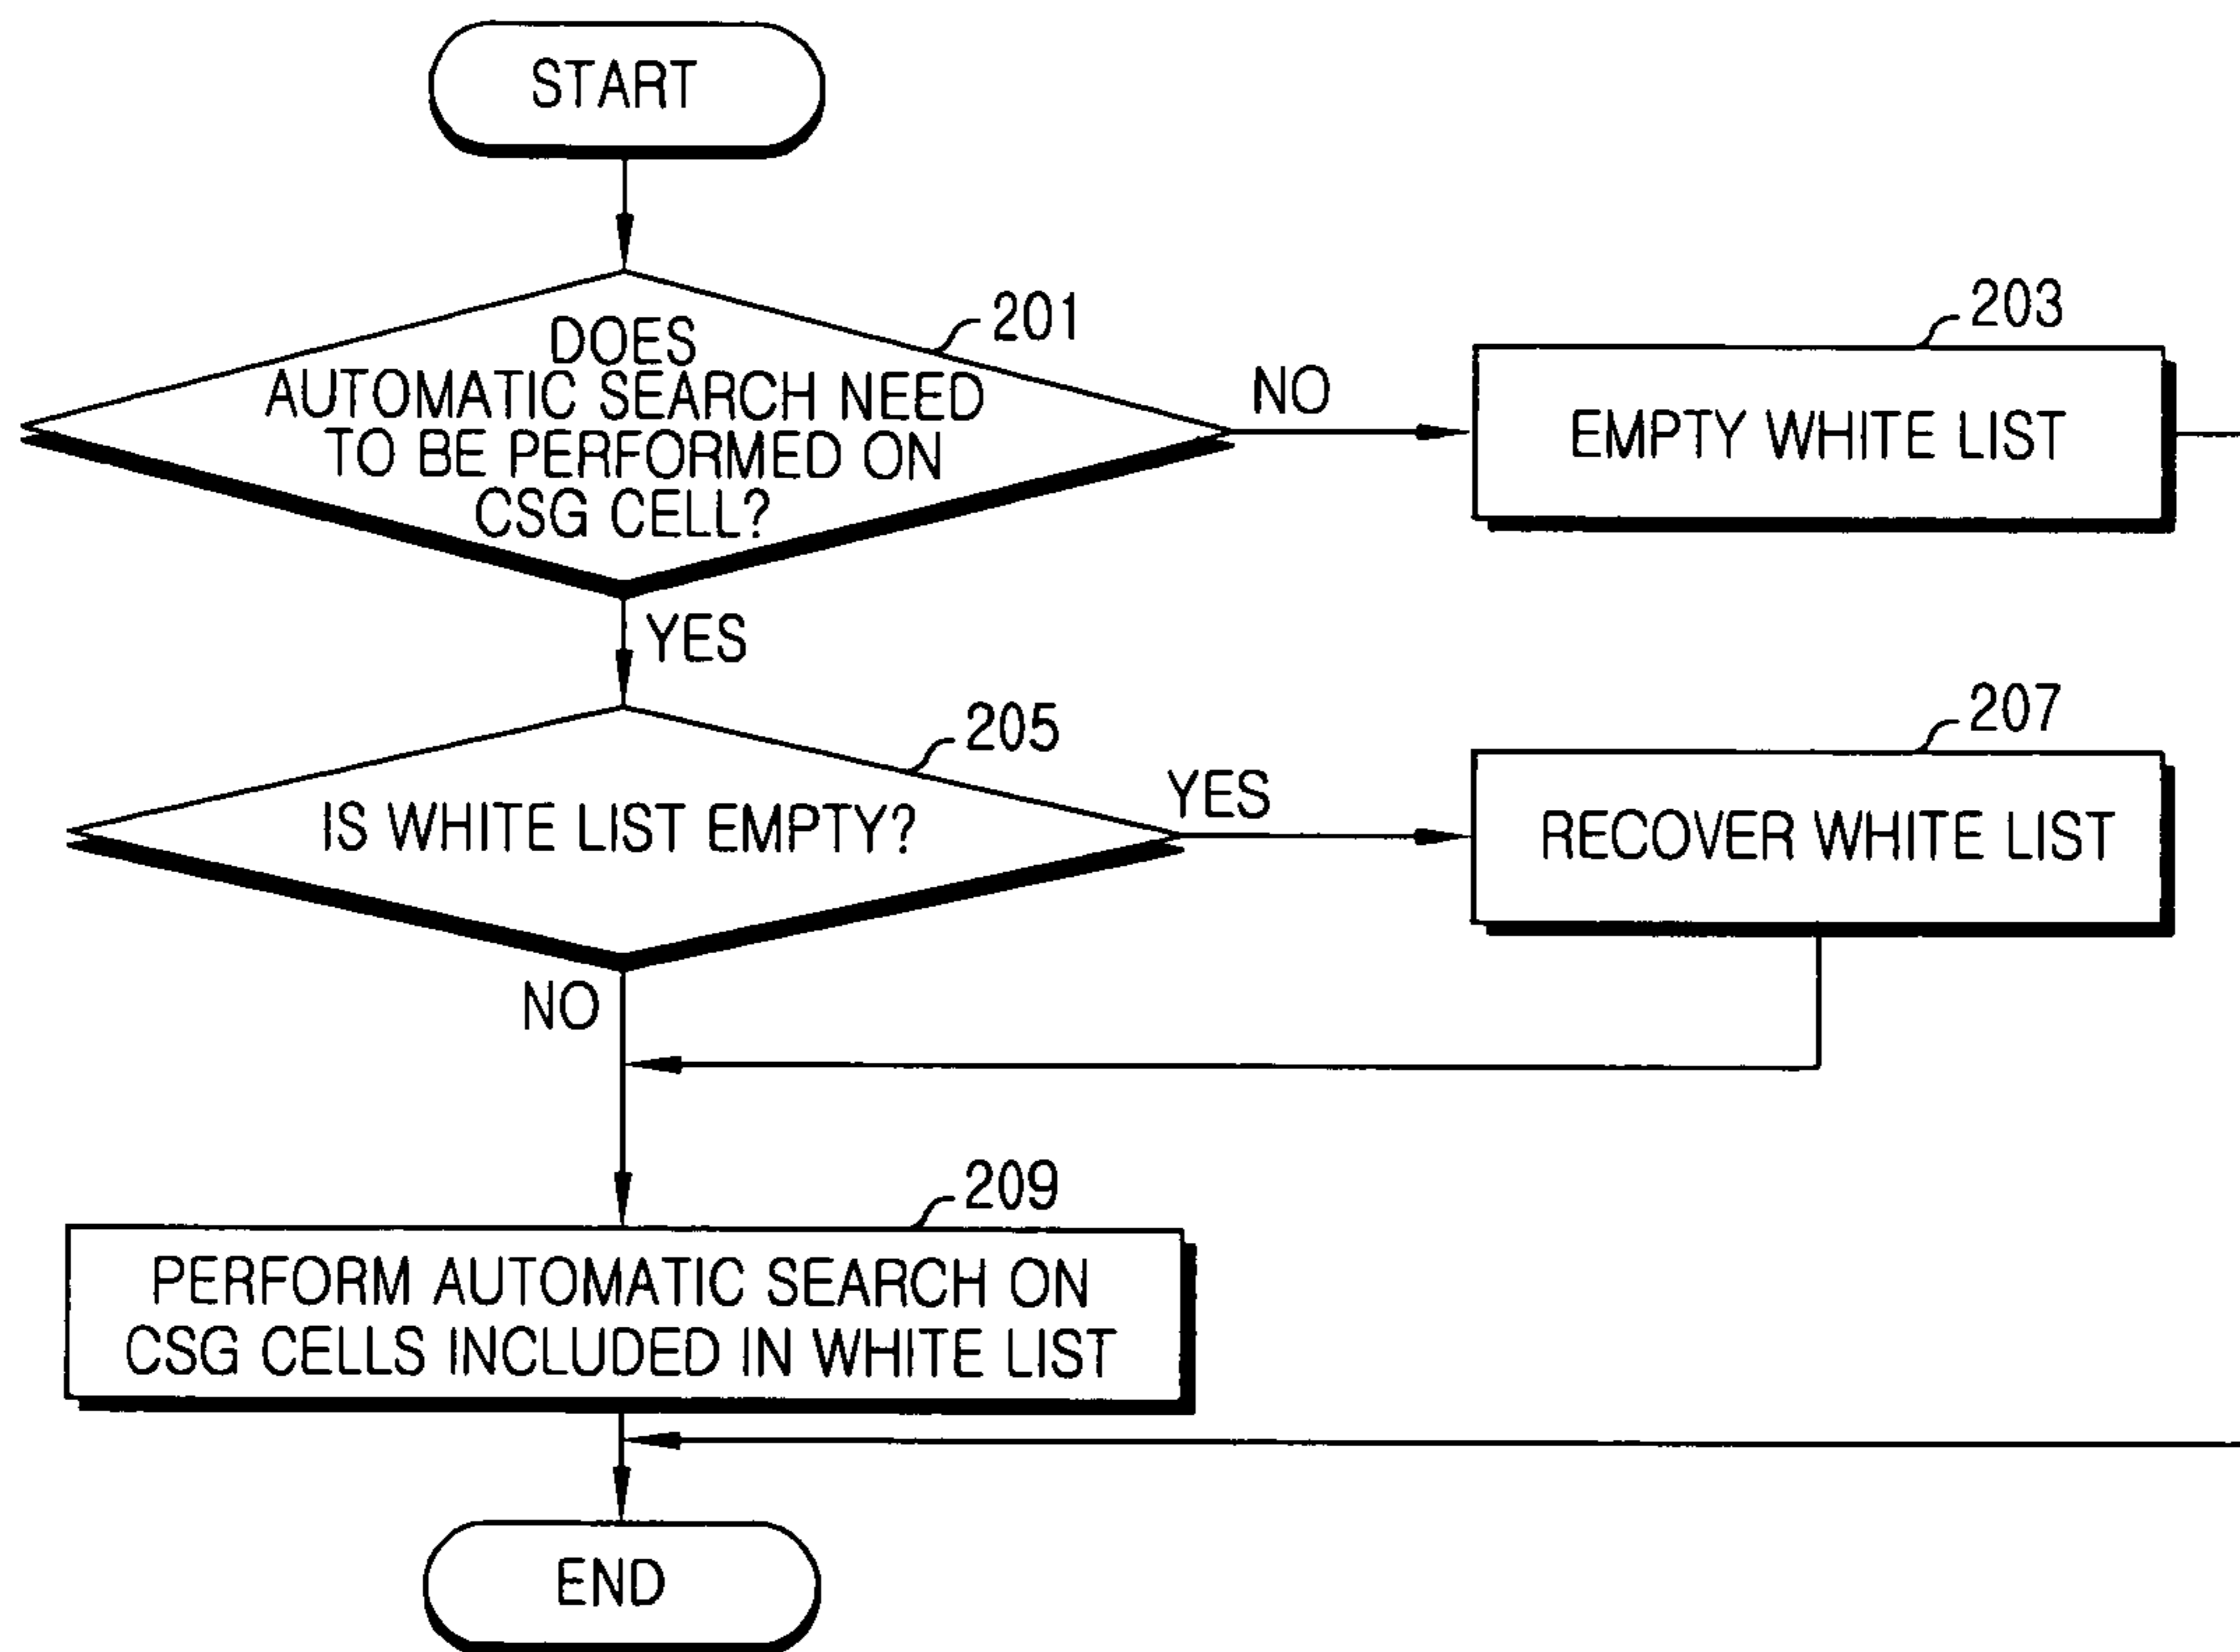 START
201
DOES
AUTOMATIC SEARCH NEED
TO BE PERFORMED ON
CSG CELL?
NO
203
EMPTY WHITE LIST
YES
205
IS WHITE LIST EMPTY?
YES
207
RECOVER WHITE LIST
NO
209
PERFORM AUTOMATIC SEARCH ON
CSG CELLS INCLUDED IN WHITE LIST
END